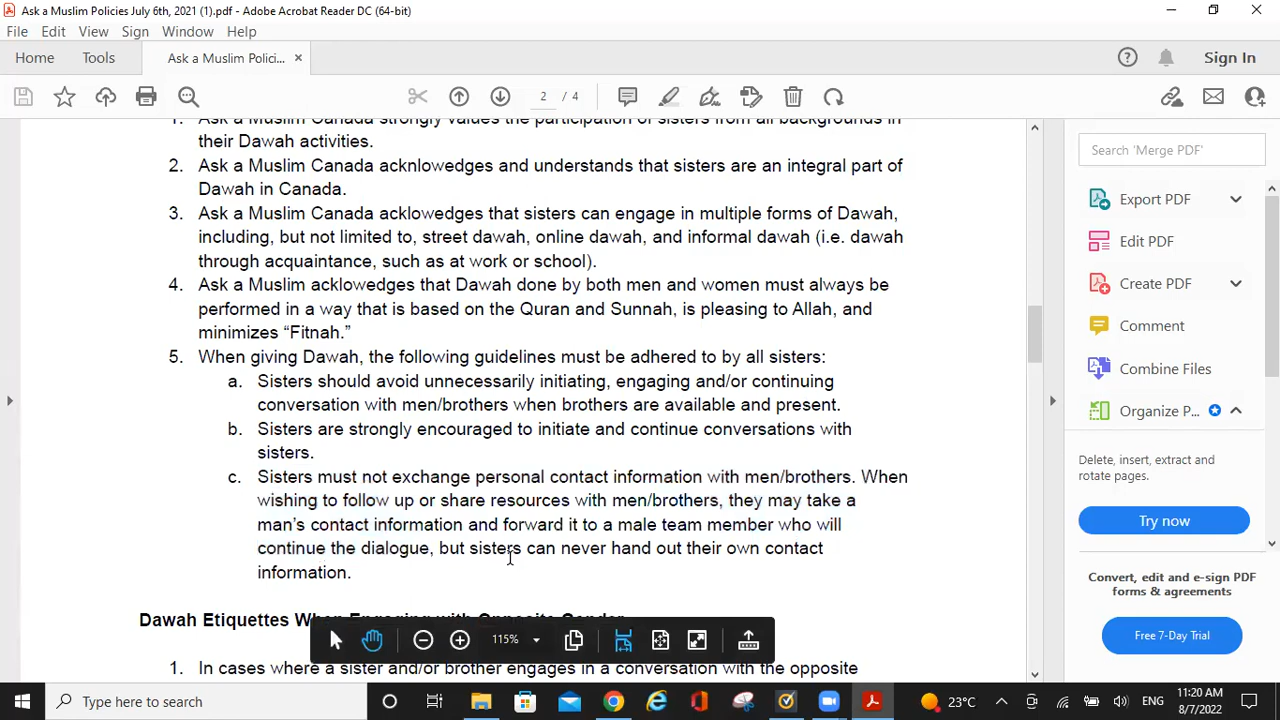 Ask a Muslim Policies July 6th, 2021 (1).pdf - Adobe Acrobat Reader DC (64-bit)
File Edit View Sign Window Help
Home Tools Ask a Muslim Polici... × Sign In
2 / 4
1. Ask a Muslim Canada strongly values the participation of sisters from all backgrounds in
their Dawah activities.
2. Ask a Muslim Canada acknlowedges and understands that sisters are an integral part of
Dawah in Canada.
3. Ask a Muslim Canada acklowedges that sisters can engage in multiple forms of Dawah,
including, but not limited to, street dawah, online dawah, and informal dawah (i.e. dawah
through acquaintance, such as at work or school).
4. Ask a Muslim acklowedges that Dawah done by both men and women must always be
performed in a way that is based on the Quran and Sunnah, is pleasing to Allah, and
minimizes “Fitnah.”
5. When giving Dawah, the following guidelines must be adhered to by all sisters:
a. Sisters should avoid unnecessarily initiating, engaging and/or continuing
conversation with men/brothers when brothers are available and present.
b. Sisters are strongly encouraged to initiate and continue conversations with
sisters.
c. Sisters must not exchange personal contact information with men/brothers. When
wishing to follow up or share resources with men/brothers, they may take a
man’s contact information and forward it to a male team member who will
continue the dialogue, but sisters can never hand out their own contact
information.
Dawah Etiquettes When Engaging with Opposite Gender
1. In cases where a sister and/or brother engages in a conversation with the opposite
115%
Search 'Merge PDF'
Export PDF
Edit PDF
Create PDF
Comment
Combine Files
Organize P...
Delete, insert, extract and
rotate pages.
Try now
Convert, edit and e-sign PDF
forms & agreements
Free 7-Day Trial
Type here to search
23°C
ENG
11:20 AM
8/7/2022